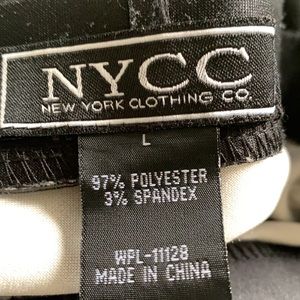 NYCC
NEW YORK CLOTHING CO.
L
97% POLYESTER
3% SPANDEX
WPL-11128
MADE IN CHINA